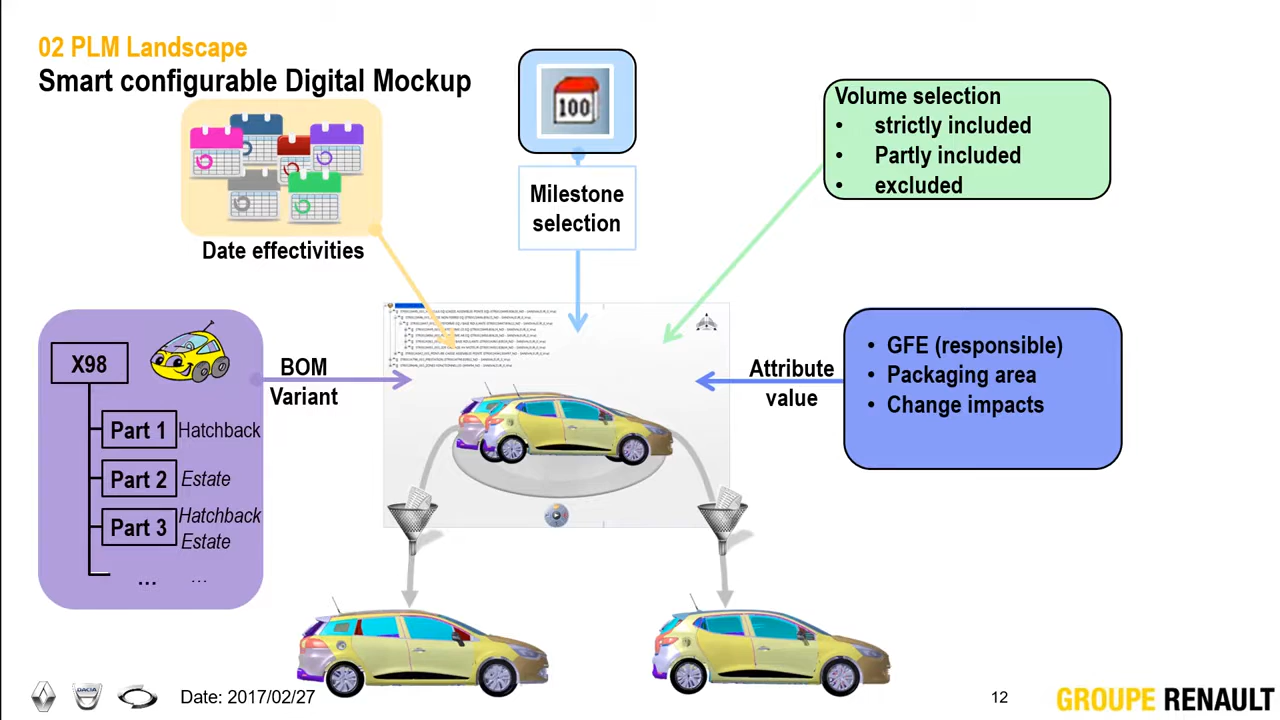 02 PLM Landscape
Smart configurable Digital Mockup
100
Volume selection
• strictly included
• Partly included
• excluded
Milestone
selection
Date effectivities
X98
BOM
Variant
Part 1 Hatchback
Part 2 Estate
Part 3 Hatchback
Estate
... ...
Attribute
value
• GFE (responsible)
• Packaging area
• Change impacts
DACIA
Date: 2017/02/27
12
GROUPE RENAULT